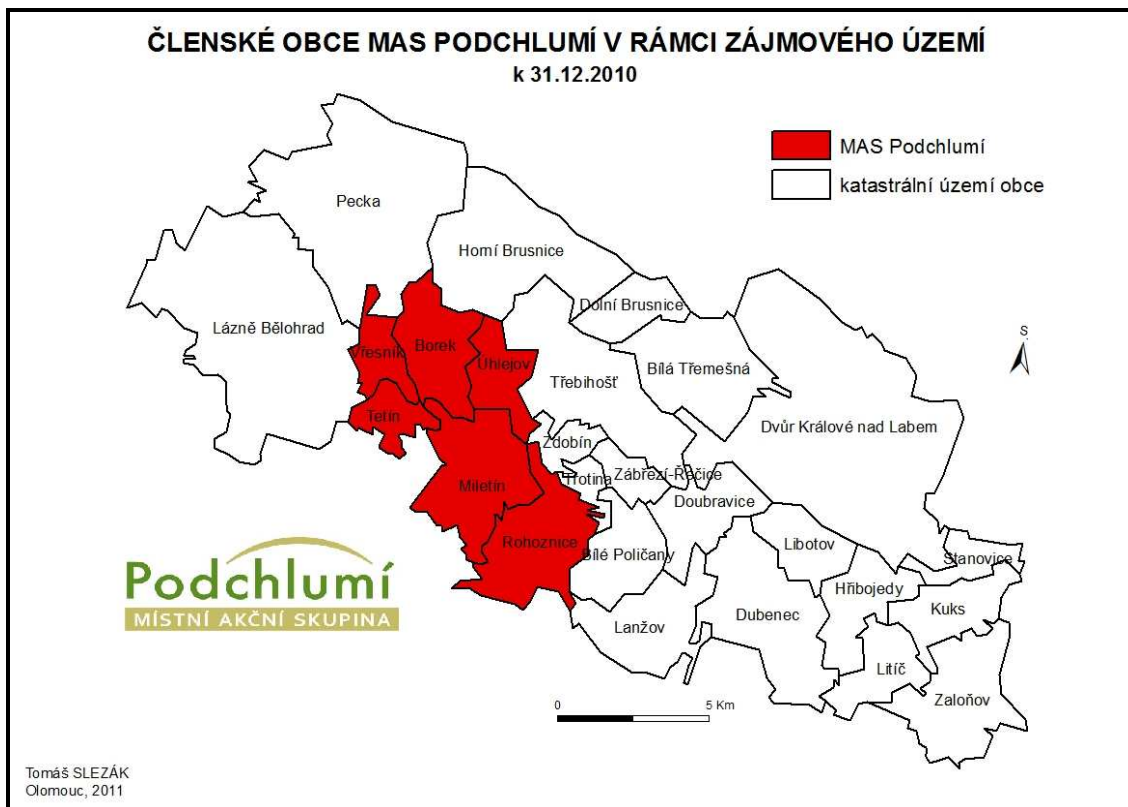 ČLENSKÉ OBCE MAS PODCHLUMÍ V RÁMCI ZÁJMOVÉHO ÚZEMÍ
k 31.12.2010
MAS Podchlumí
katastrální území obce
Pecka
Horní Brusnice
Dolní Brusnice
Lázně Bělohrad
Vřesník
Borek
Úhlejov
Třebihošť
Bílá Třemešná
S
Tetín
Dvůr Králové nad Labem
Zdobín
Miletín
Trotina
Zábřezí-Řečice
Doubravice
Rohoznice
Bílé Poličany
Libotov
Stanovice
Hřibojedy
Kuks
Dubenec
Lanžov
Litíč
Zaloňov
Podchlumí
MÍSTNÍ AKČNÍ SKUPINA
0 5 Km
Tomáš SLEZÁK
Olomouc, 2011